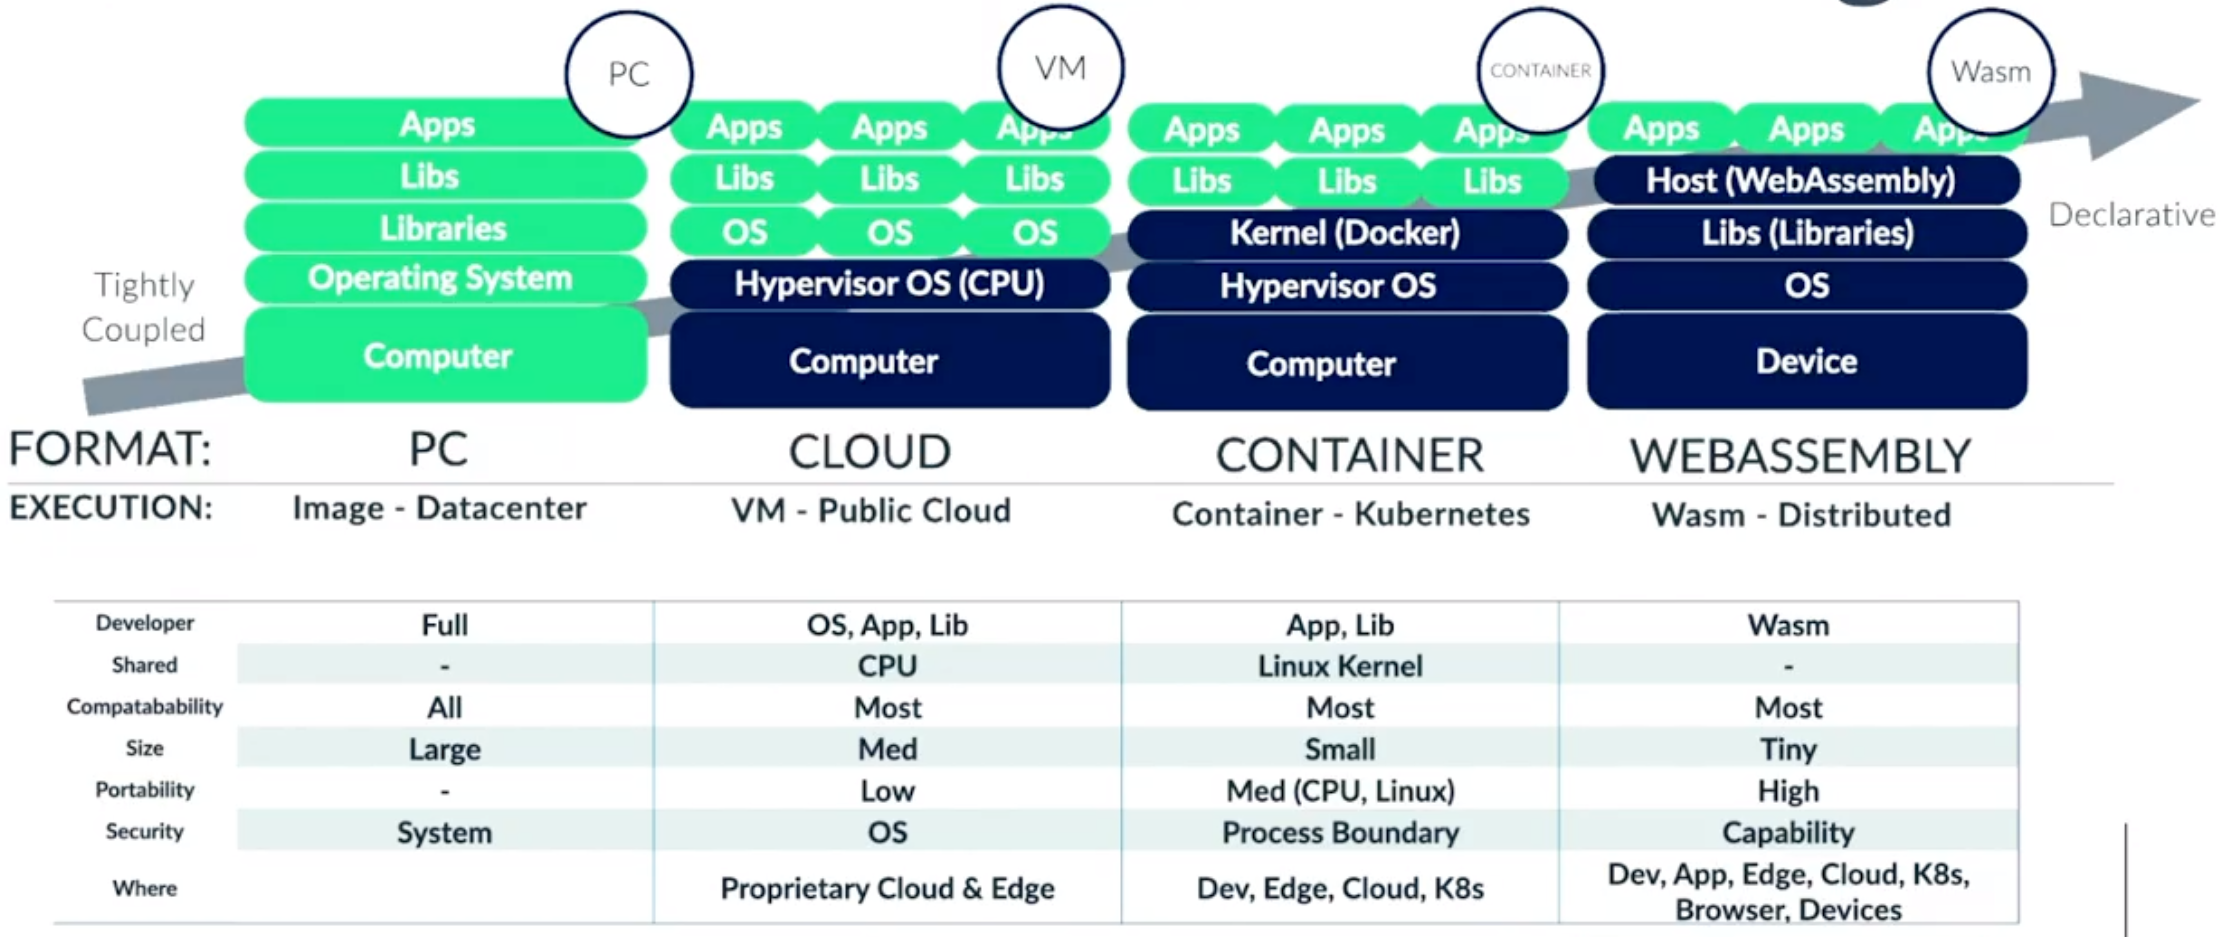 PC
VM
CONTAINER
Wasm
Apps
Apps Apps Apps
Apps Apps Apps
Apps Apps Apps
Libs
Libs Libs Libs
Libs Libs Libs
Host (WebAssembly)
Libraries
OS OS OS
Kernel (Docker)
Libs (Libraries)
Declarative
Tightly
Coupled
Operating System
Hypervisor OS (CPU)
Hypervisor OS
OS
Computer
Computer
Computer
Device
FORMAT: PC CLOUD CONTAINER WEBASSEMBLY
EXECUTION: Image - Datacenter VM - Public Cloud Container - Kubernetes Wasm - Distributed
Developer Full OS, App, Lib App, Lib Wasm
Shared - CPU Linux Kernel -
Compatabability All Most Most Most
Size Large Med Small Tiny
Portability - Low Med (CPU, Linux) High
Security System OS Process Boundary Capability
Where Proprietary Cloud & Edge Dev, Edge, Cloud, K8s Dev, App, Edge, Cloud, K8s,
Browser, Devices